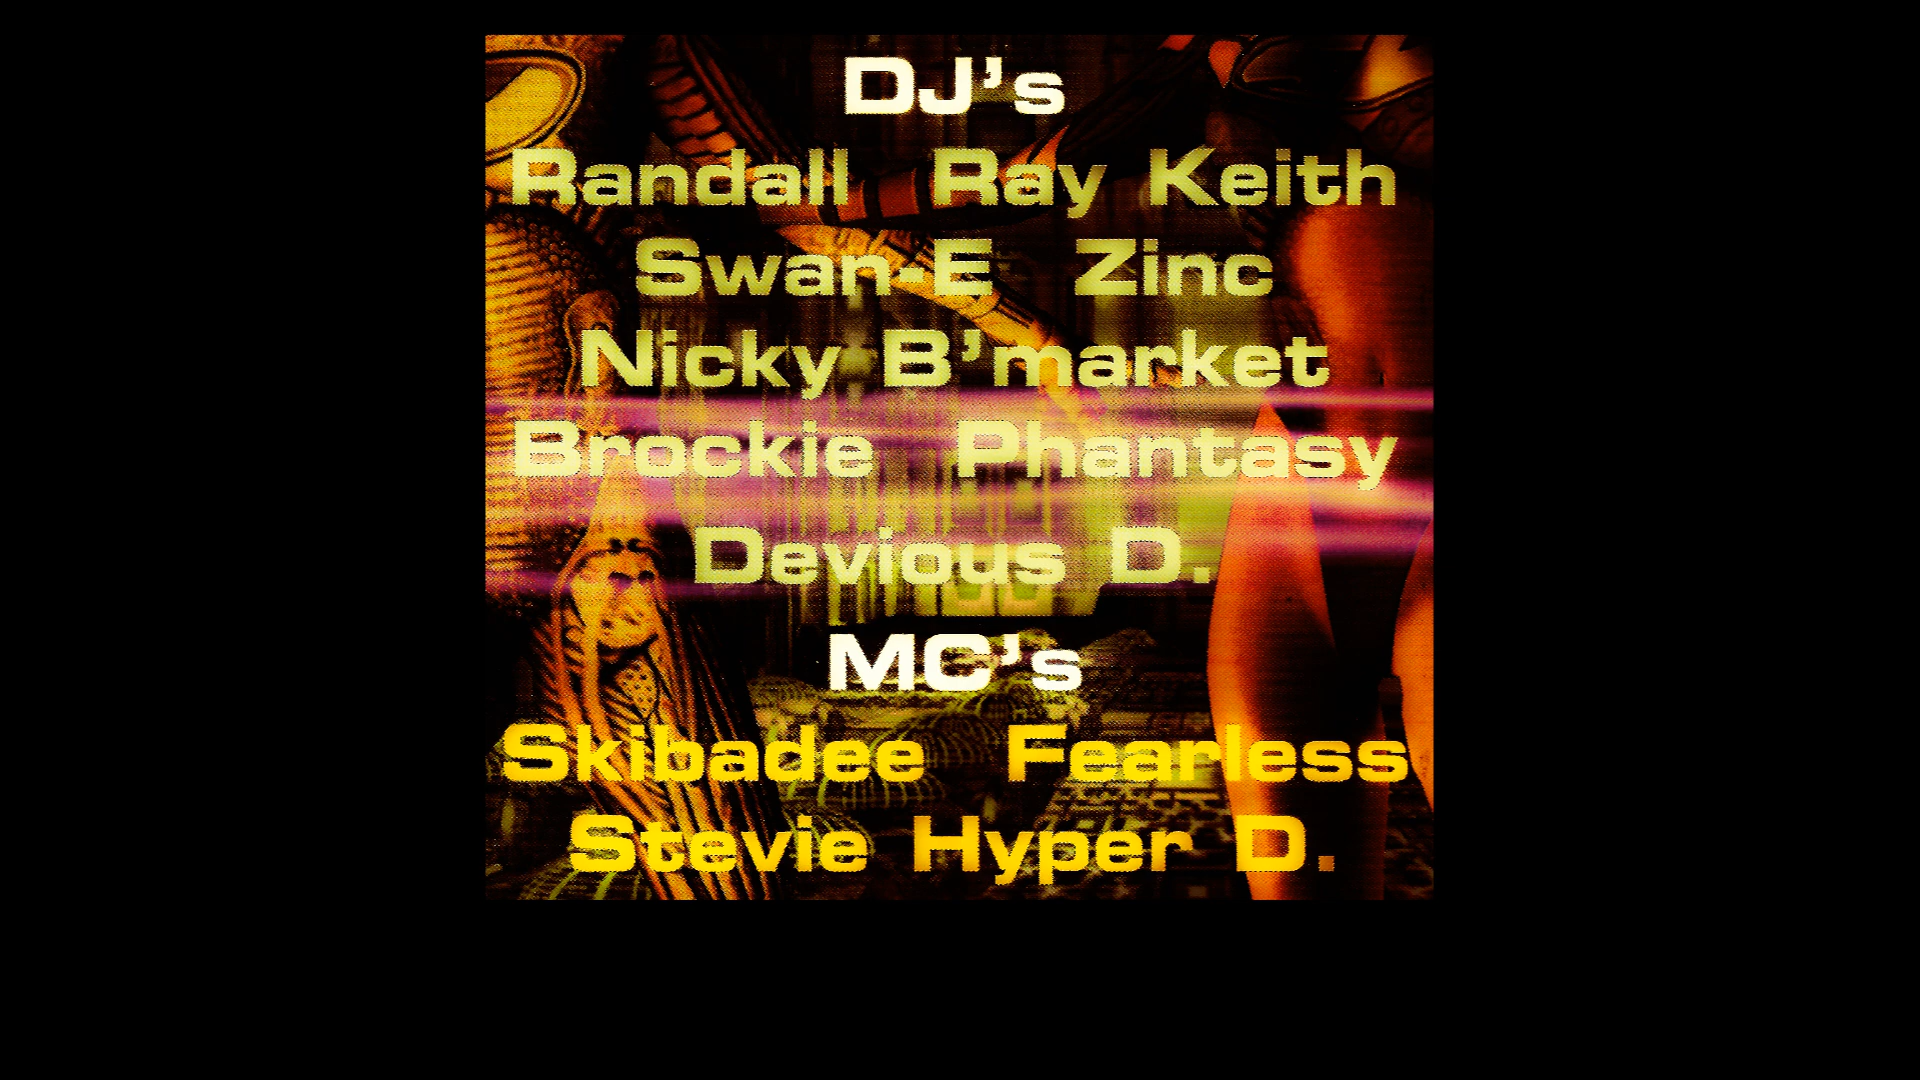 DJ's
Randall Ray Keith
Swan-E Zinc
Nicky B'market
Brockie Phantasy
Devious D.
MC's
Skibadee Fearless
Stevie Hyper D.